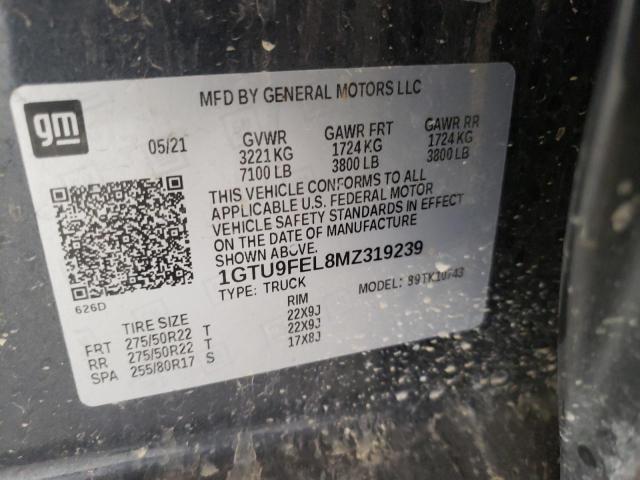 gm
MFD BY GENERAL MOTORS LLC
05/21 GVWR GAWR FRT GAWR RR
3221 KG 1724 KG 1724 KG
7100 LB 3800 LB 3800 LB
THIS VEHICLE CONFORMS TO ALL
APPLICABLE U.S. FEDERAL MOTOR
VEHICLE SAFETY STANDARDS IN EFFECT
ON THE DATE OF MANUFACTURE
SHOWN ABOVE.
1GTU9FEL8MZ319239
626D TYPE: TRUCK MODEL:
TIRE SIZE RIM
FRT 275/50R22 T 22X9J
RR 275/50R22 T 22X9J
SPA 255/80R17 S 17X8J